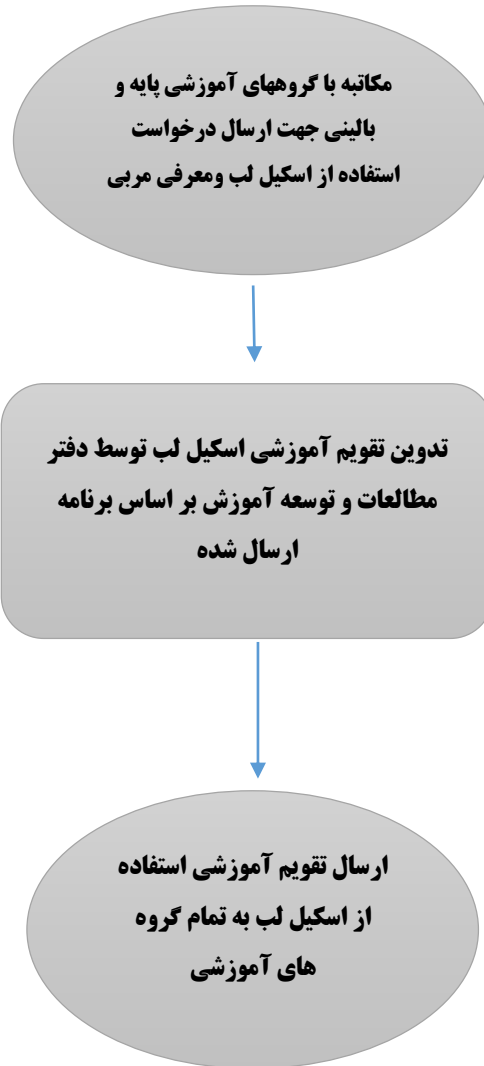 مکاتبه با گروههای آموزشی پایه و
بالینی جهت ارسال درخواست
استفاده از اسکیل لب ومعرفی مربی
تدوین تقویم آموزشی اسکیل لب توسط دفتر
مطالعات و توسعه آموزش بر اساس برنامه
ارسال شده
ارسال تقویم آموزشی استفاده
از اسکیل لب به تمام گروه
های آموزشی